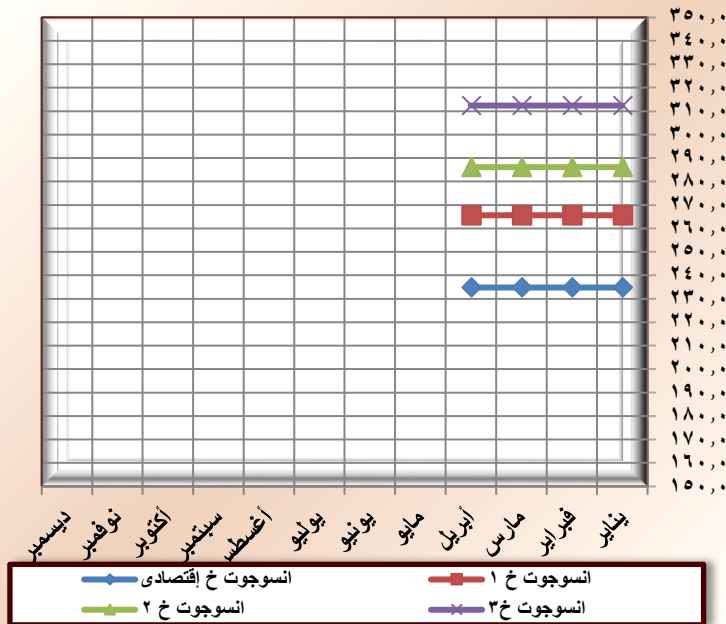 ٣٥٠,٠
٣٤٠,٠
٣٣٠,٠
٣٢٠,٠
٣١٠,٠
٣٠٠,٠
٢٩٠,٠
٢٨٠,٠
٢٧٠,٠
٢٦٠,٠
٢٥٠,٠
٢٤٠,٠
٢٣٠,٠
٢٢٠,٠
٢١٠,٠
٢٠٠,٠
١٩٠,٠
١٨٠,٠
١٧٠,٠
١٦٠,٠
١٥٠,٠
يناير
فبراير
مارس
أبريل
مايو
يونيو
يوليو
أغسطس
سبتمبر
أكتوبر
نوفمبر
ديسمبر
انسوجوت خ ١
انسوجوت خ إقتصادى
انسوجوت خ٣
انسوجوت خ ٢